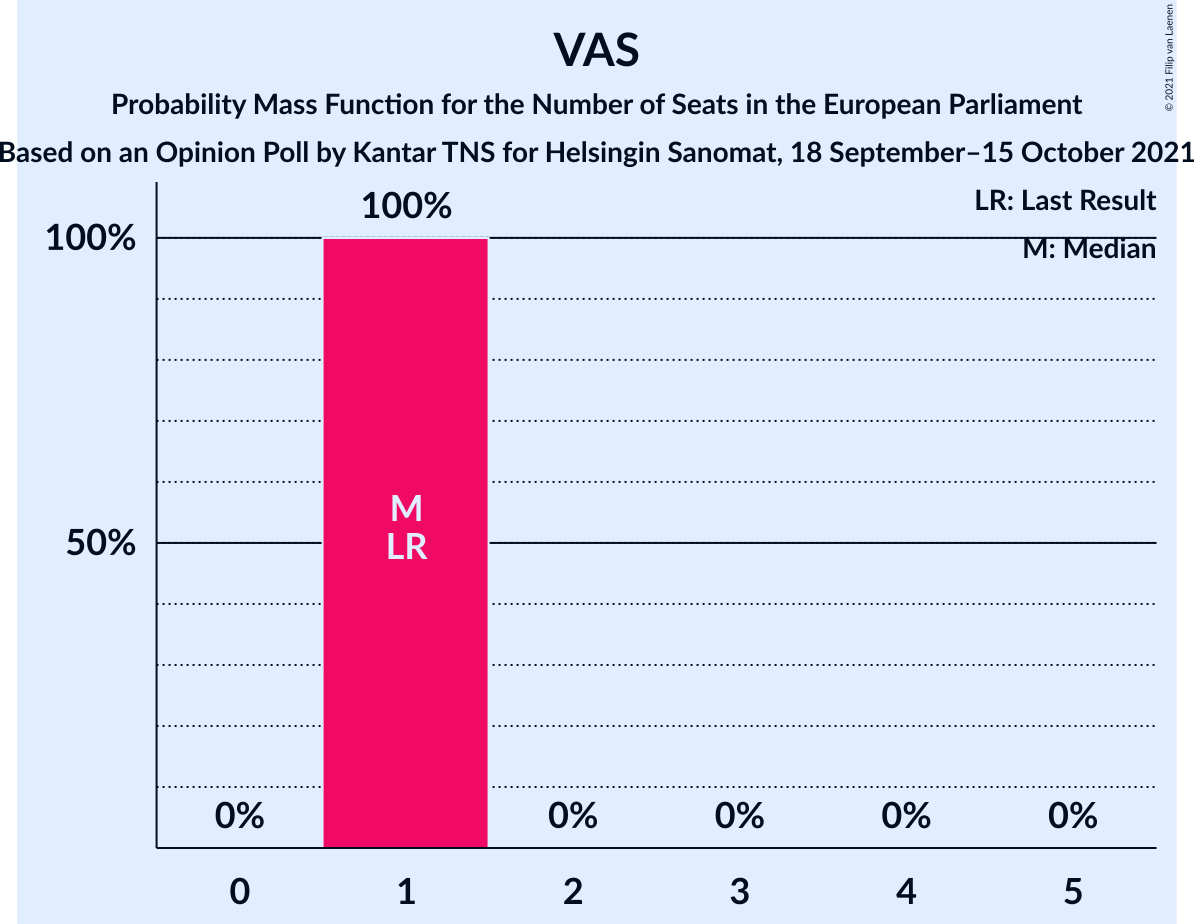 VAS
Probability Mass Function for the Number of Seats in the European Parliament
Based on an Opinion Poll by Kantar TNS for Helsingin Sanomat, 18 September–15 October 2021
© 2021 Filip van Laenen
LR: Last Result
M: Median
100%
100%
50%
M
LR
0%
0%
0%
0%
0%
0
1
2
3
4
5